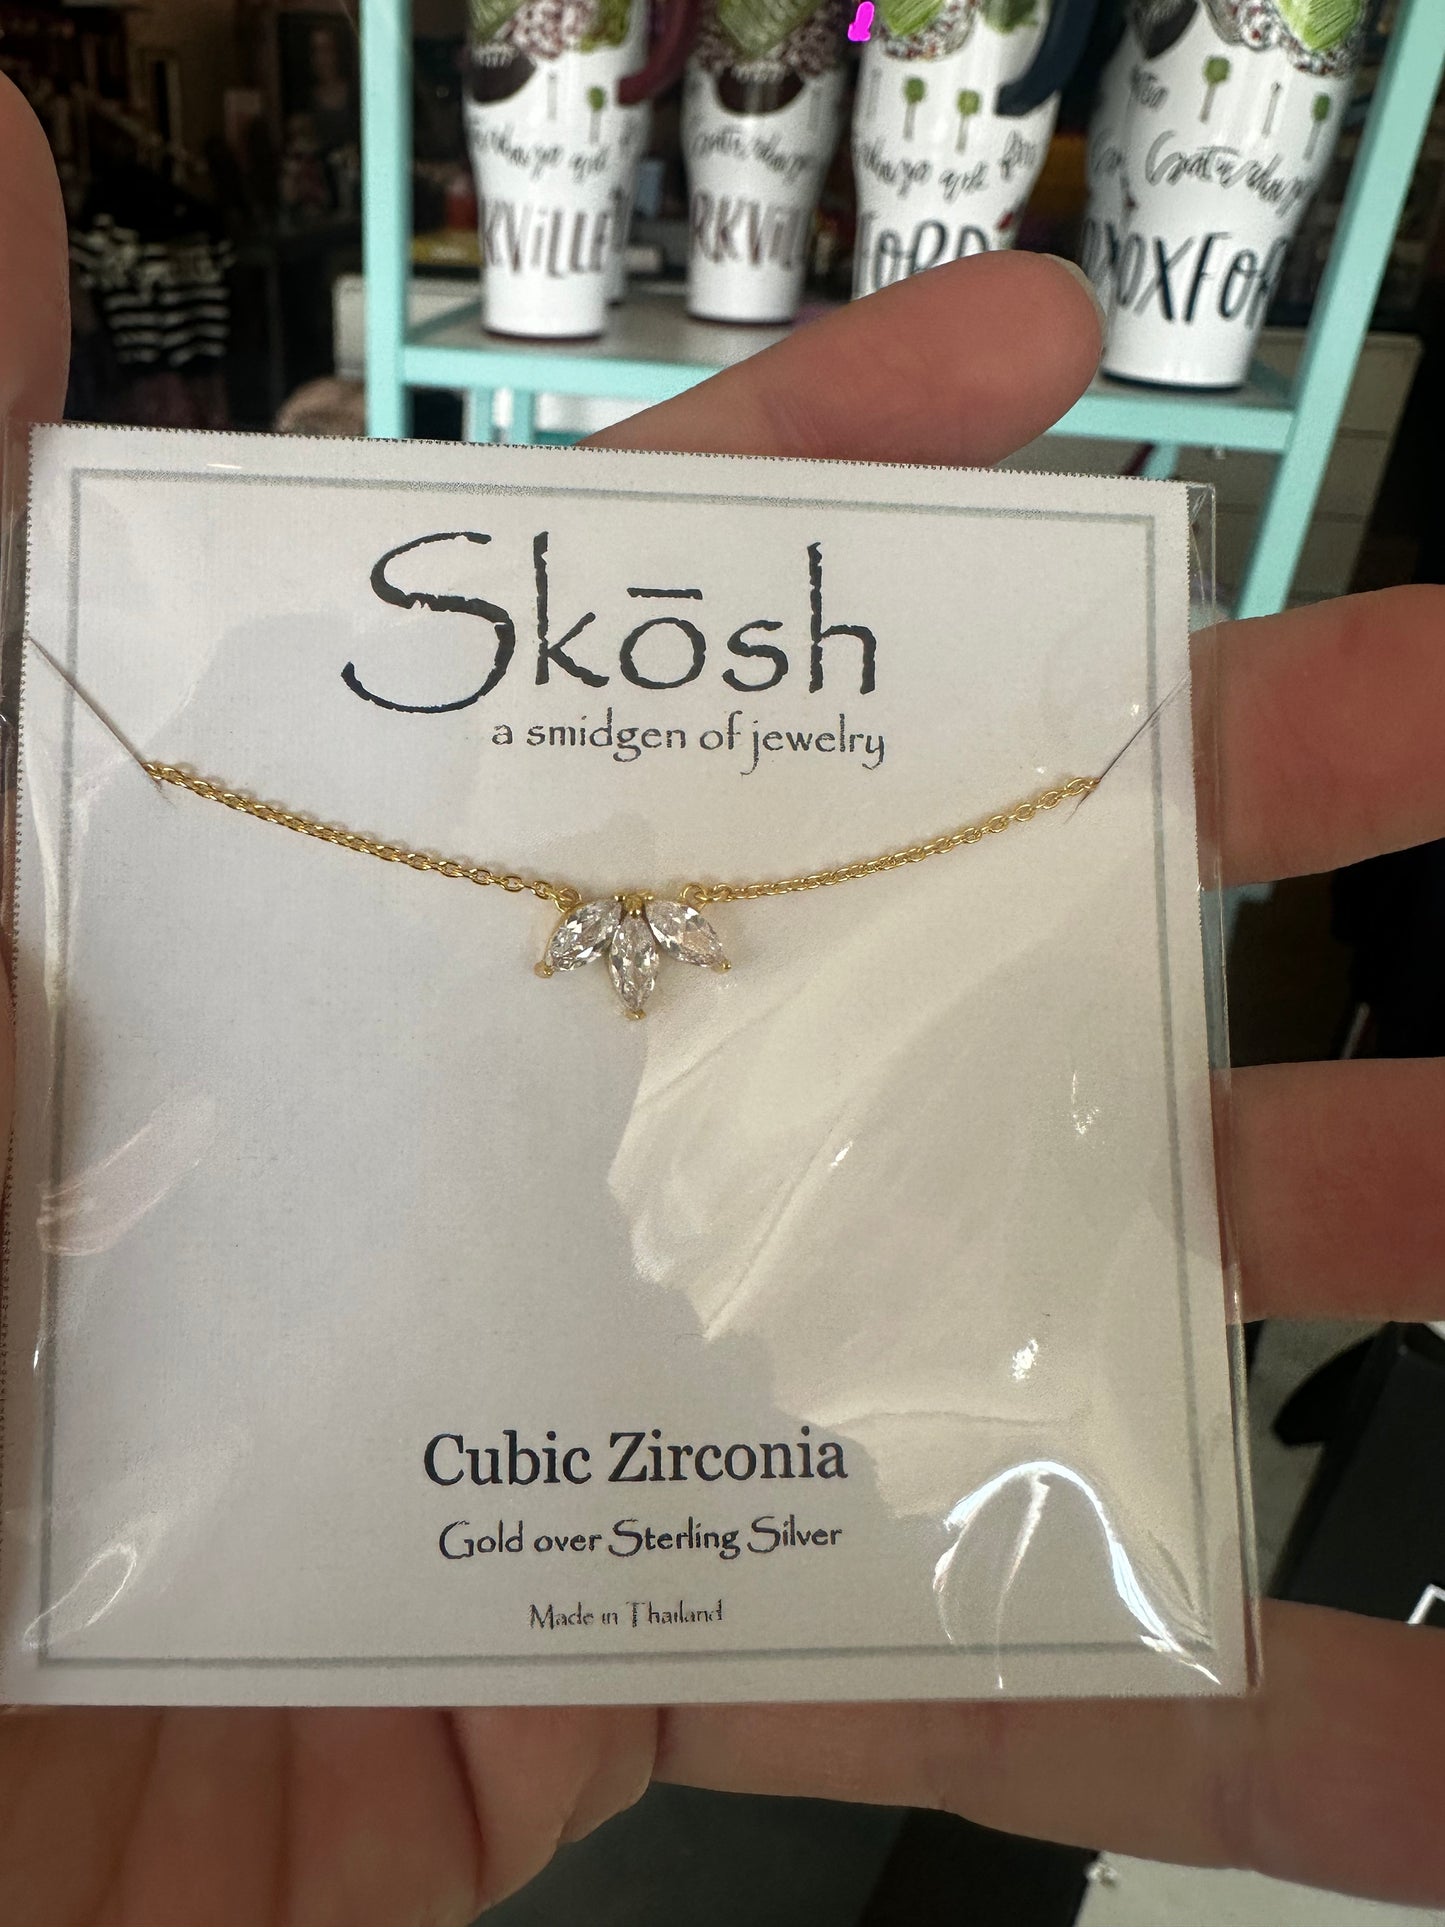 Skōsh
a smidgen of jewelry
Cubic Zirconia
Gold over Sterling Silver
Made in Thailand